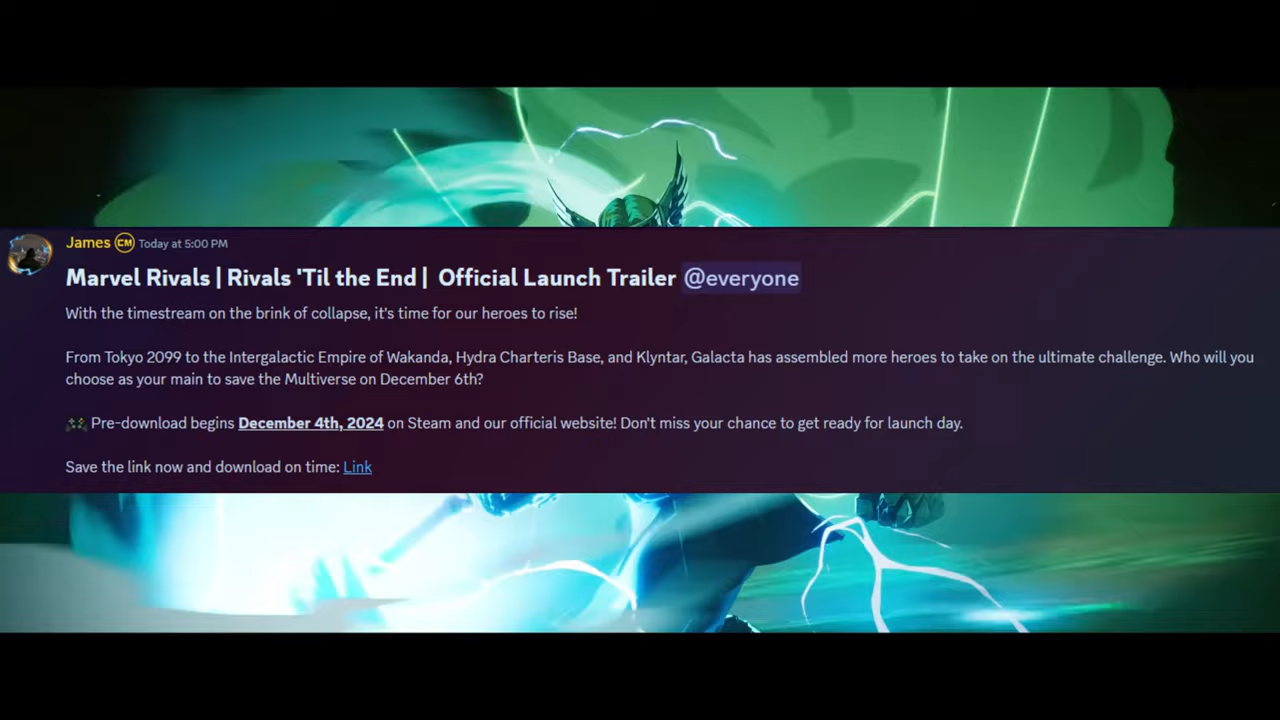 James CM Today at 5:00 PM
Marvel Rivals | Rivals 'Til the End | Official Launch Trailer @everyone
With the timestream on the brink of collapse, it's time for our heroes to rise!
From Tokyo 2099 to the Intergalactic Empire of Wakanda, Hydra Charteris Base, and Klyntar, Galacta has assembled more heroes to take on the ultimate challenge. Who will you
choose as your main to save the Multiverse on December 6th?
Pre-download begins December 4th, 2024 on Steam and our official website! Don't miss your chance to get ready for launch day.
Save the link now and download on time: Link